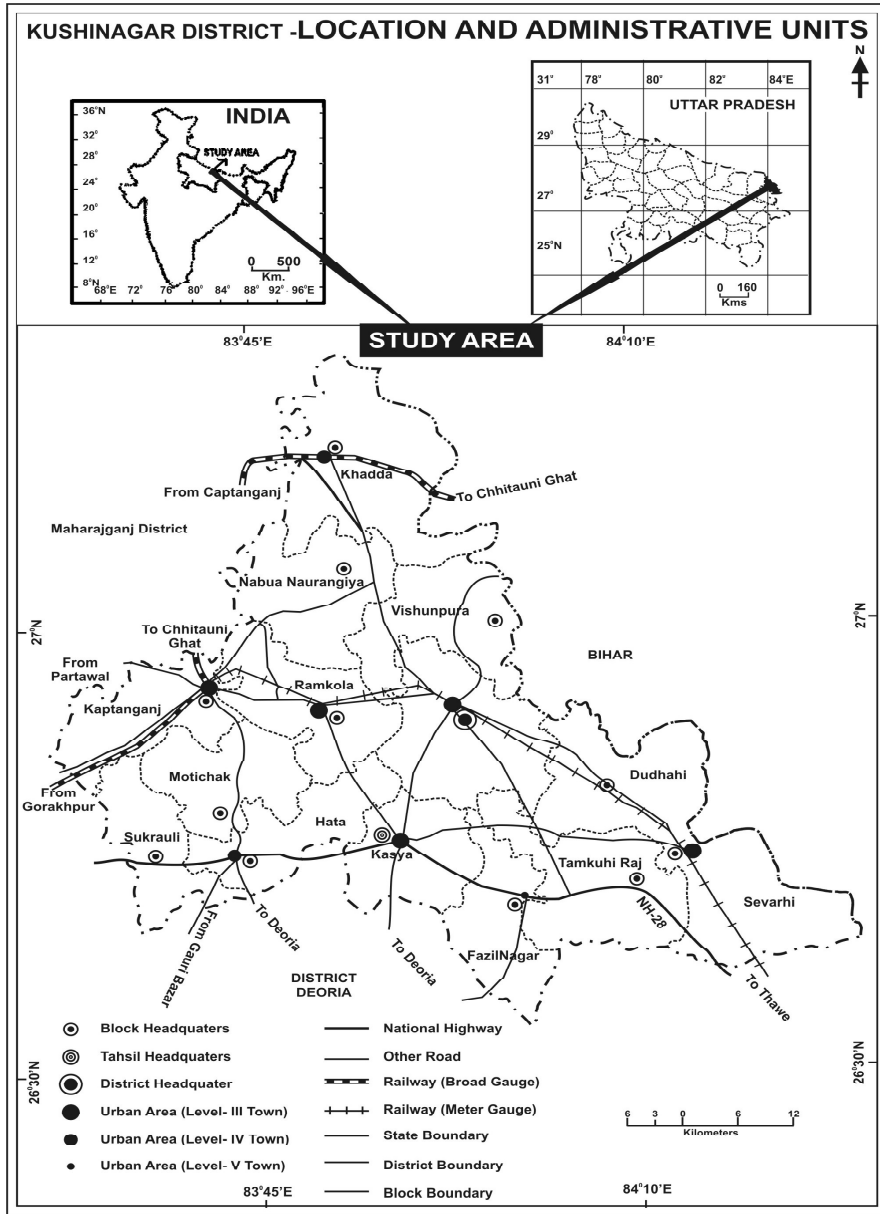 KUSHINAGAR DISTRICT -LOCATION AND ADMINISTRATIVE UNITS
N
INDIA
36°N
32°
28°
24°
20°
16°
12°
8°N
STUDY AREA
0 500
Km.
68°E 72° 76° 80° 84° 88° 92° 96°E
31° 78° 80° 82° 84°E
UTTAR PRADESH
29°
27°
25°N
0 160
Kms
STUDY AREA
83°45'E
84°10'E
Khadda
From Captanganj
To Chhitauni Ghat
Maharajganj District
Nabua Naurangiya
Vishunpura
27°N
27°N
To Chhitauni
Ghat
BIHAR
From
Partawal
Ramkola
Kaptanganj
Motichak
Dudhahi
From
Gorakhpur
Hata
Sukrauli
Kasya
Tamkuhi Raj
Sevarhi
NH-28
From Gauri Bazar
To Deoria
To Deoria
FazilNagar
To Thawe
DISTRICT
DEORIA
Block Headquaters
Tahsil Headquaters
District Headquater
Urban Area (Level- III Town)
Urban Area (Level- IV Town)
Urban Area (Level- V Town)
National Highway
Other Road
Railway (Broad Gauge)
Railway (Meter Gauge)
State Boundary
District Boundary
Block Boundary
26°30'N
26°30'N
6 3 0 6 12
Kilometers
83°45'E
84°10'E